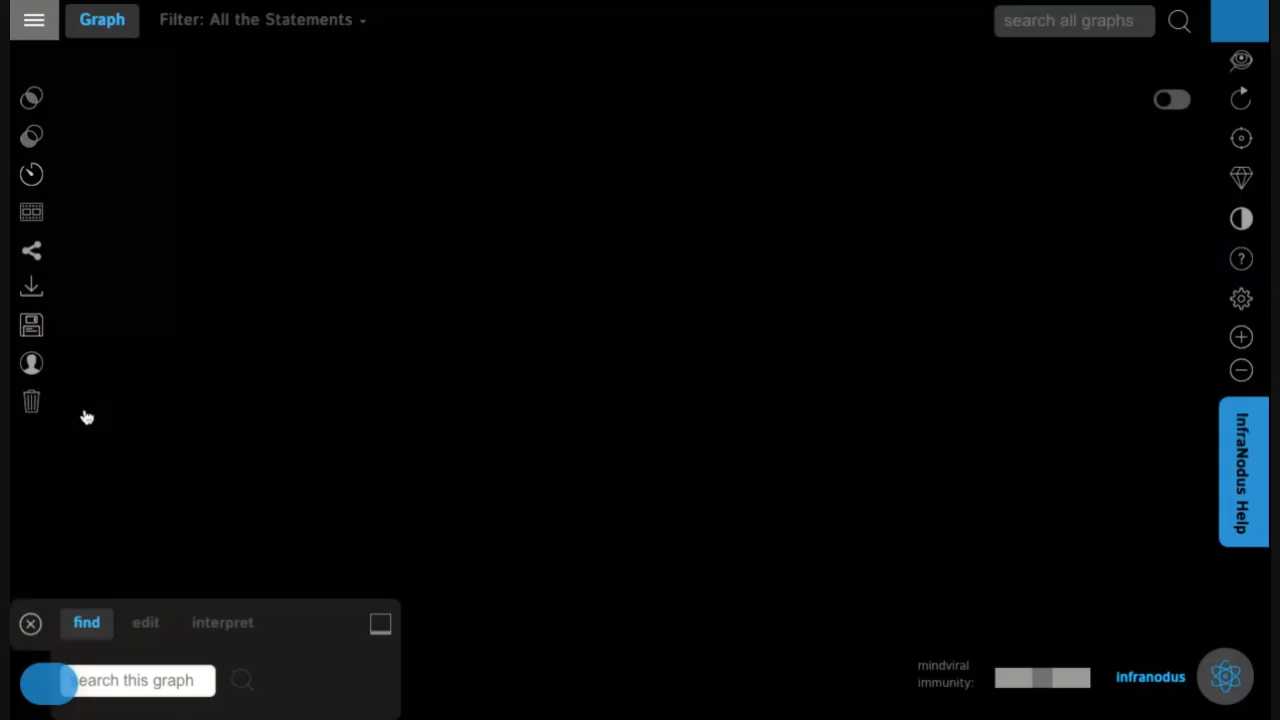 Graph
Filter: All the Statements
search all graphs
?
InfraNodus Help
find
edit
interpret
earch this graph
mindviral
immunity:
infranodus